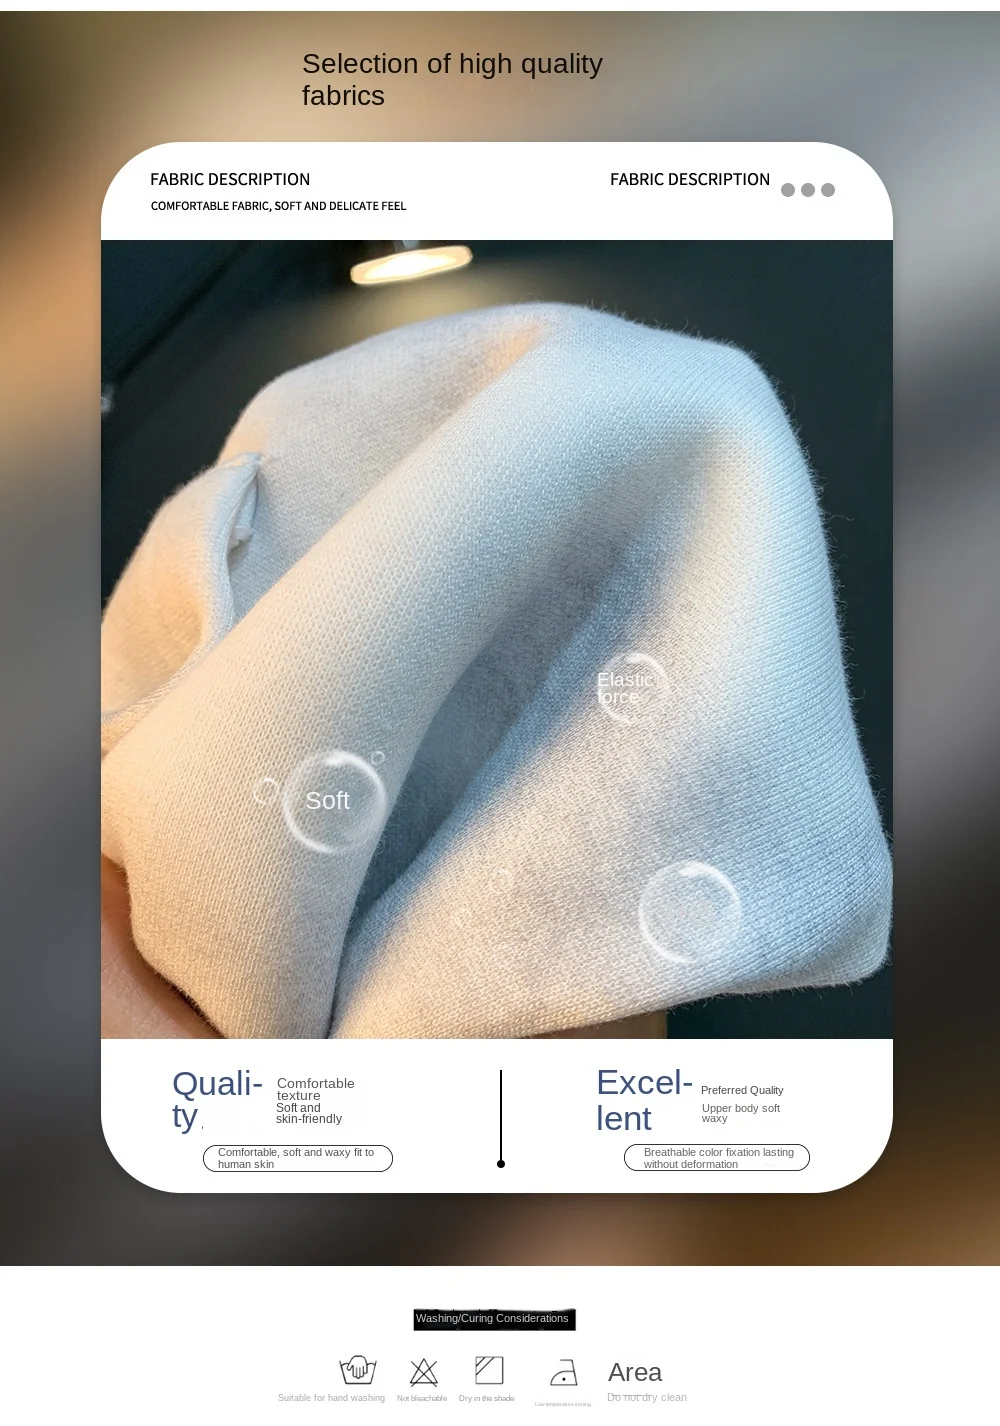 Selection of high quality
fabrics
FABRIC DESCRIPTION
FABRIC DESCRIPTION
COMFORTABLE FABRIC, SOFT AND DELICATE FEEL
Elastic
force
Soft
Quali-
ty.
Comfortable
texture
Soft and
skin-friendly
Comfortable, soft and waxy fit to
human skin
Excel-
lent
Preferred Quality
Upper body soft
waxy
Breathable color fixation lasting
without deformation
Washing/Curing Considerations
Area
Suitable for hand washing
Not bleachable
Dry in the shade
Low temperature ironing
Do not dry clean